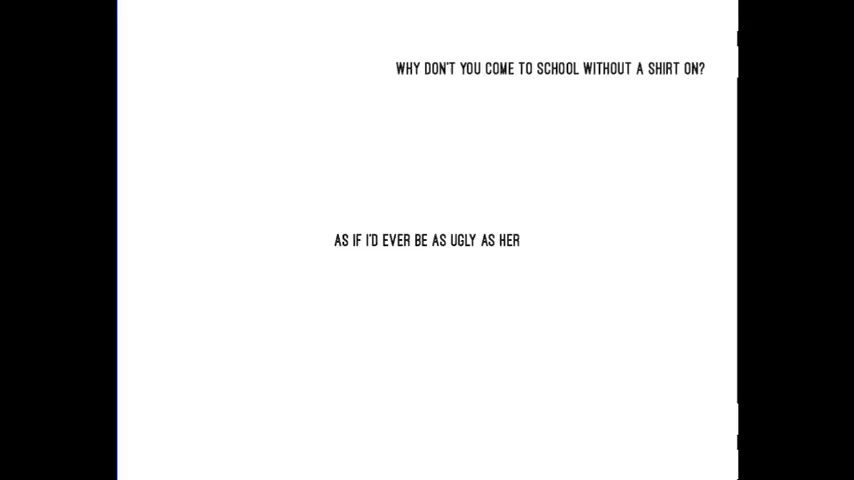 WHY DON'T YOU COME TO SCHOOL WITHOUT A SHIRT ON?
AS IF I'D EVER BE AS UGLY AS HER